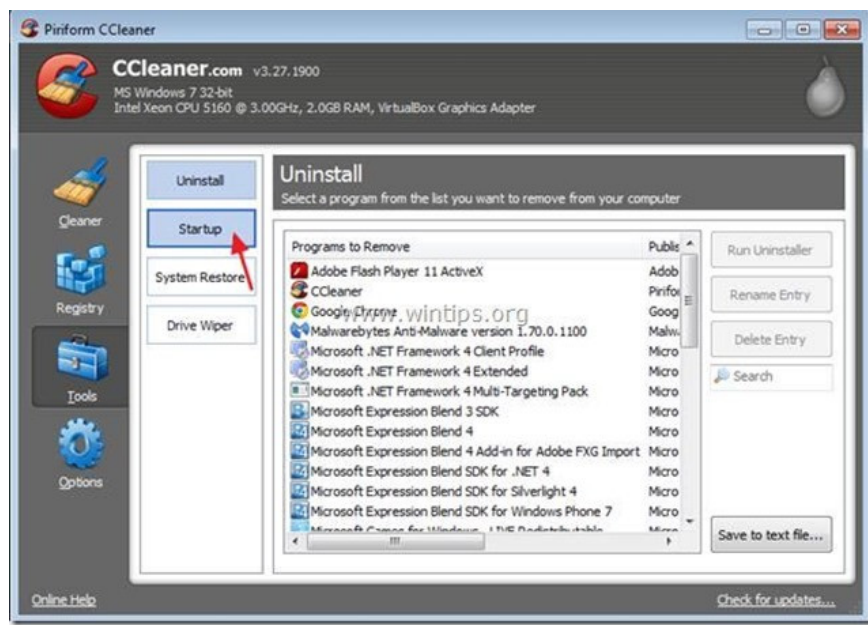 Piriform CCleaner
CCleaner.com v3.27.1900
MS Windows 7 32-bit
Intel Xeon CPU 5160 @ 3.00GHz, 2.0GB RAM, VirtualBox Graphics Adapter
Cleaner
Registry
Tools
Options
Uninstall
Startup
System Restore
Drive Wiper
Uninstall
Select a program from the list you want to remove from your computer
Programs to Remove Publis
Adobe Flash Player 11 ActiveX Adob
CCleaner Pirifor
Google Chrome Goog
www.wintips.org
Malwarebytes Anti-Malware version 1.70.0.1100 Malw
Microsoft .NET Framework 4 Client Profile Micro
Microsoft .NET Framework 4 Extended Micro
Microsoft .NET Framework 4 Multi-Targeting Pack Micro
Microsoft Expression Blend 3 SDK Micro
Microsoft Expression Blend 4 Micro
Microsoft Expression Blend 4 Add-in for Adobe FXG Import Micro
Microsoft Expression Blend SDK for .NET 4 Micro
Microsoft Expression Blend SDK for Silverlight 4 Micro
Microsoft Expression Blend SDK for Windows Phone 7 Micro
Microsoft Games for Windows - LIVE Redistributable Micro
Run Uninstaller
Rename Entry
Delete Entry
Search
Save to text file...
Online Help
Check for updates...